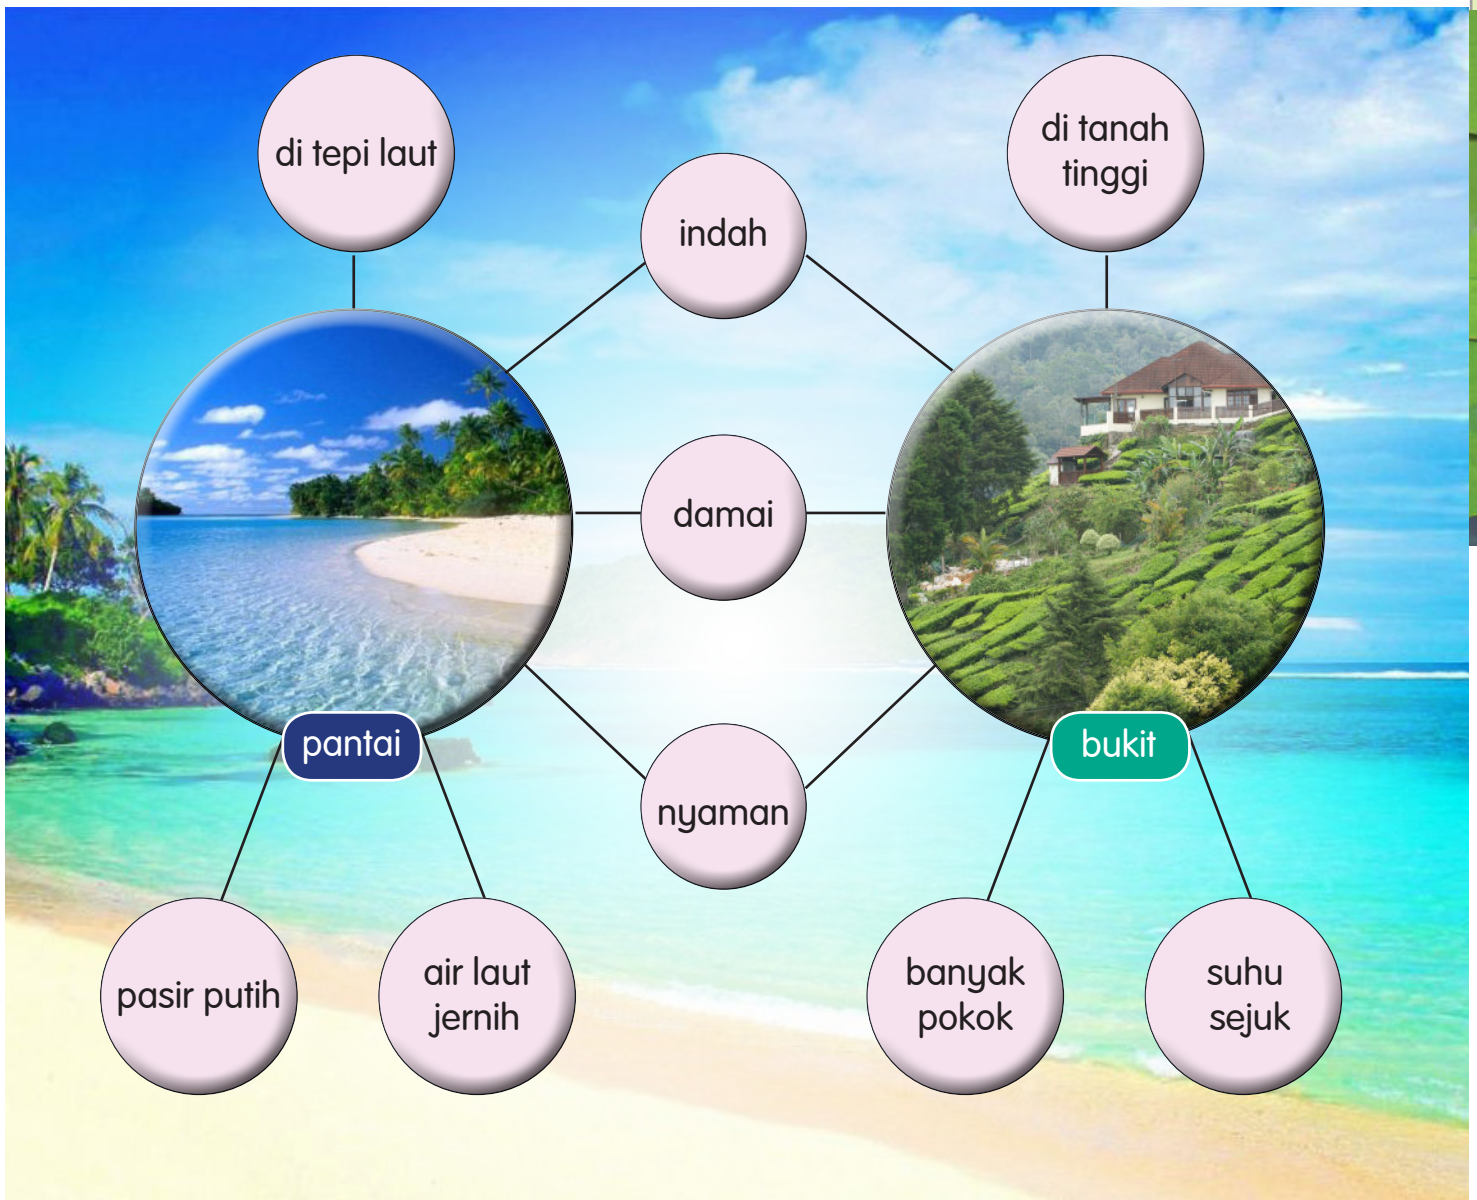 di tepi laut
di tanah
tinggi
indah
damai
pantai
bukit
nyaman
pasir putih
air laut
jernih
banyak
pokok
suhu
sejuk